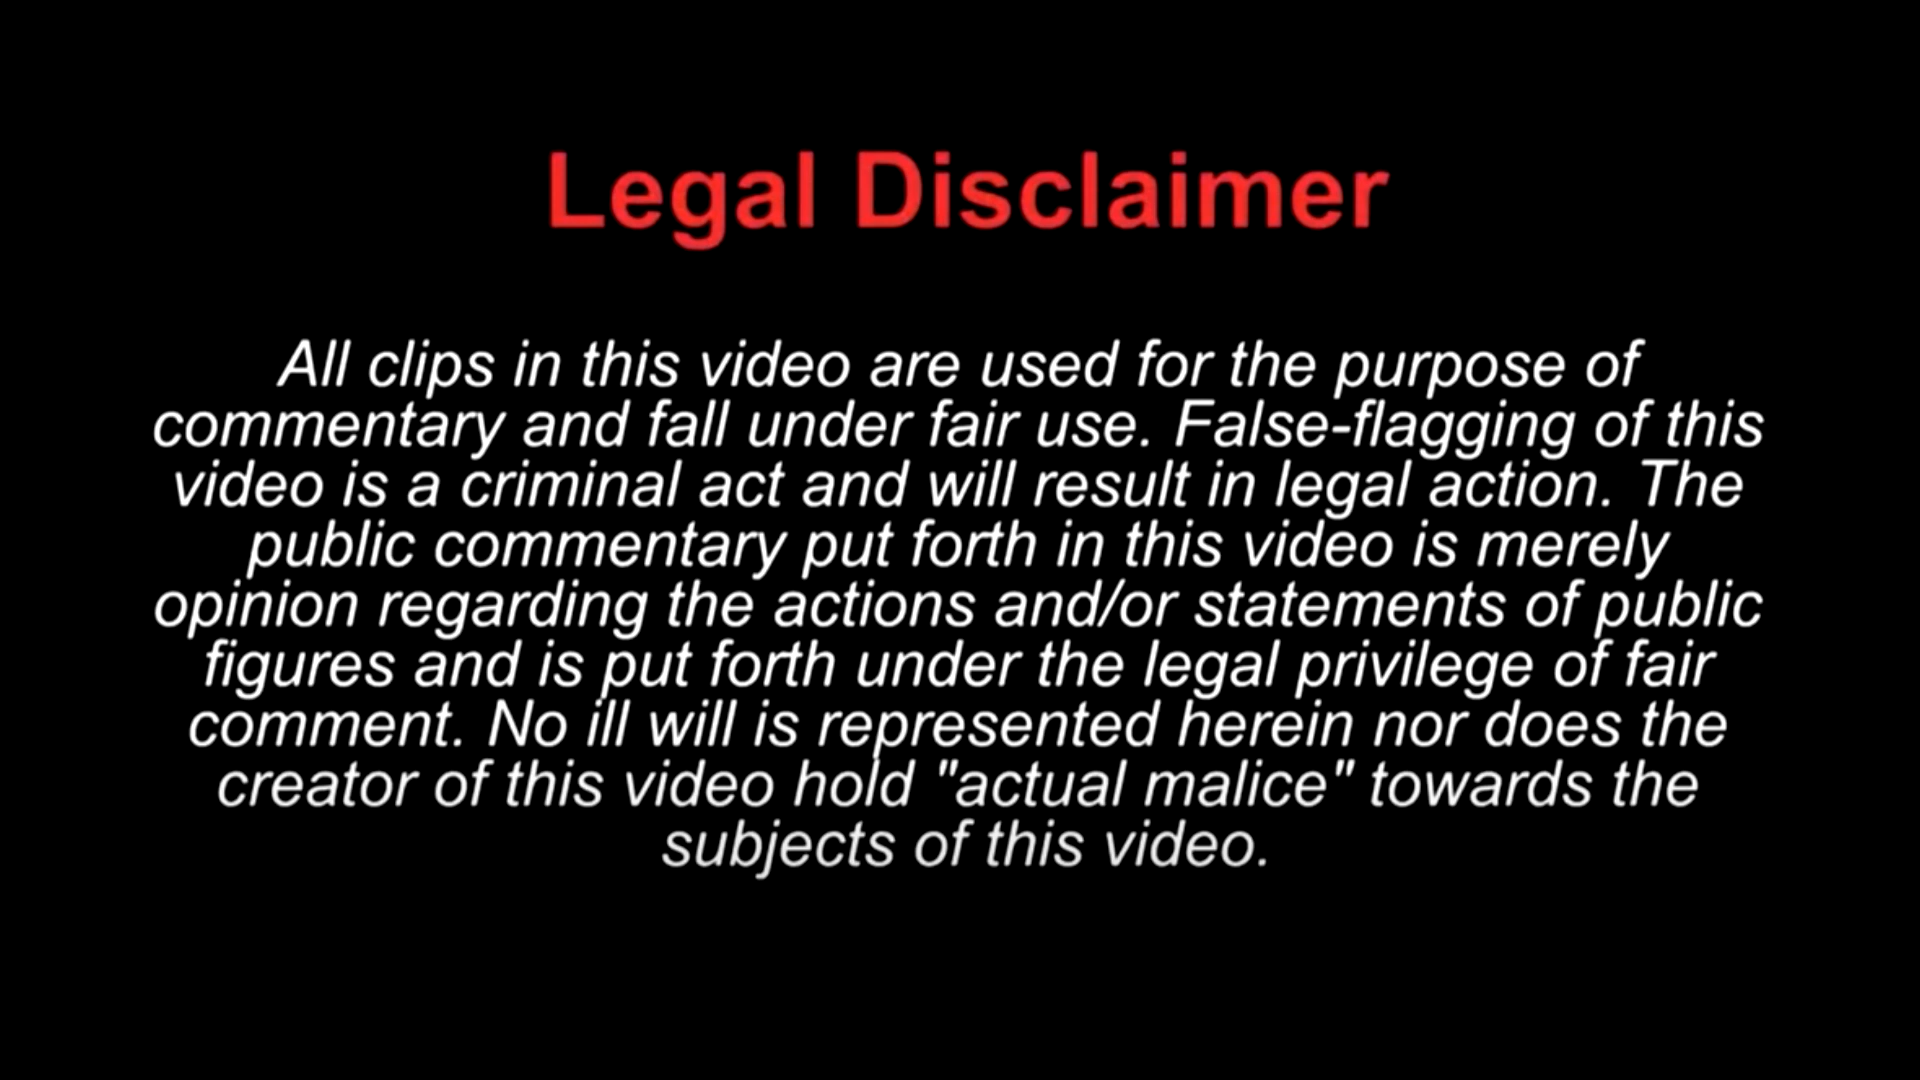 Legal Disclaimer
All clips in this video are used for the purpose of
commentary and fall under fair use. False-flagging of this
video is a criminal act and will result in legal action. The
public commentary put forth in this video is merely
opinion regarding the actions and/or statements of public
figures and is put forth under the legal privilege of fair
comment. No ill will is represented herein nor does the
creator of this video hold "actual malice" towards the
subjects of this video.